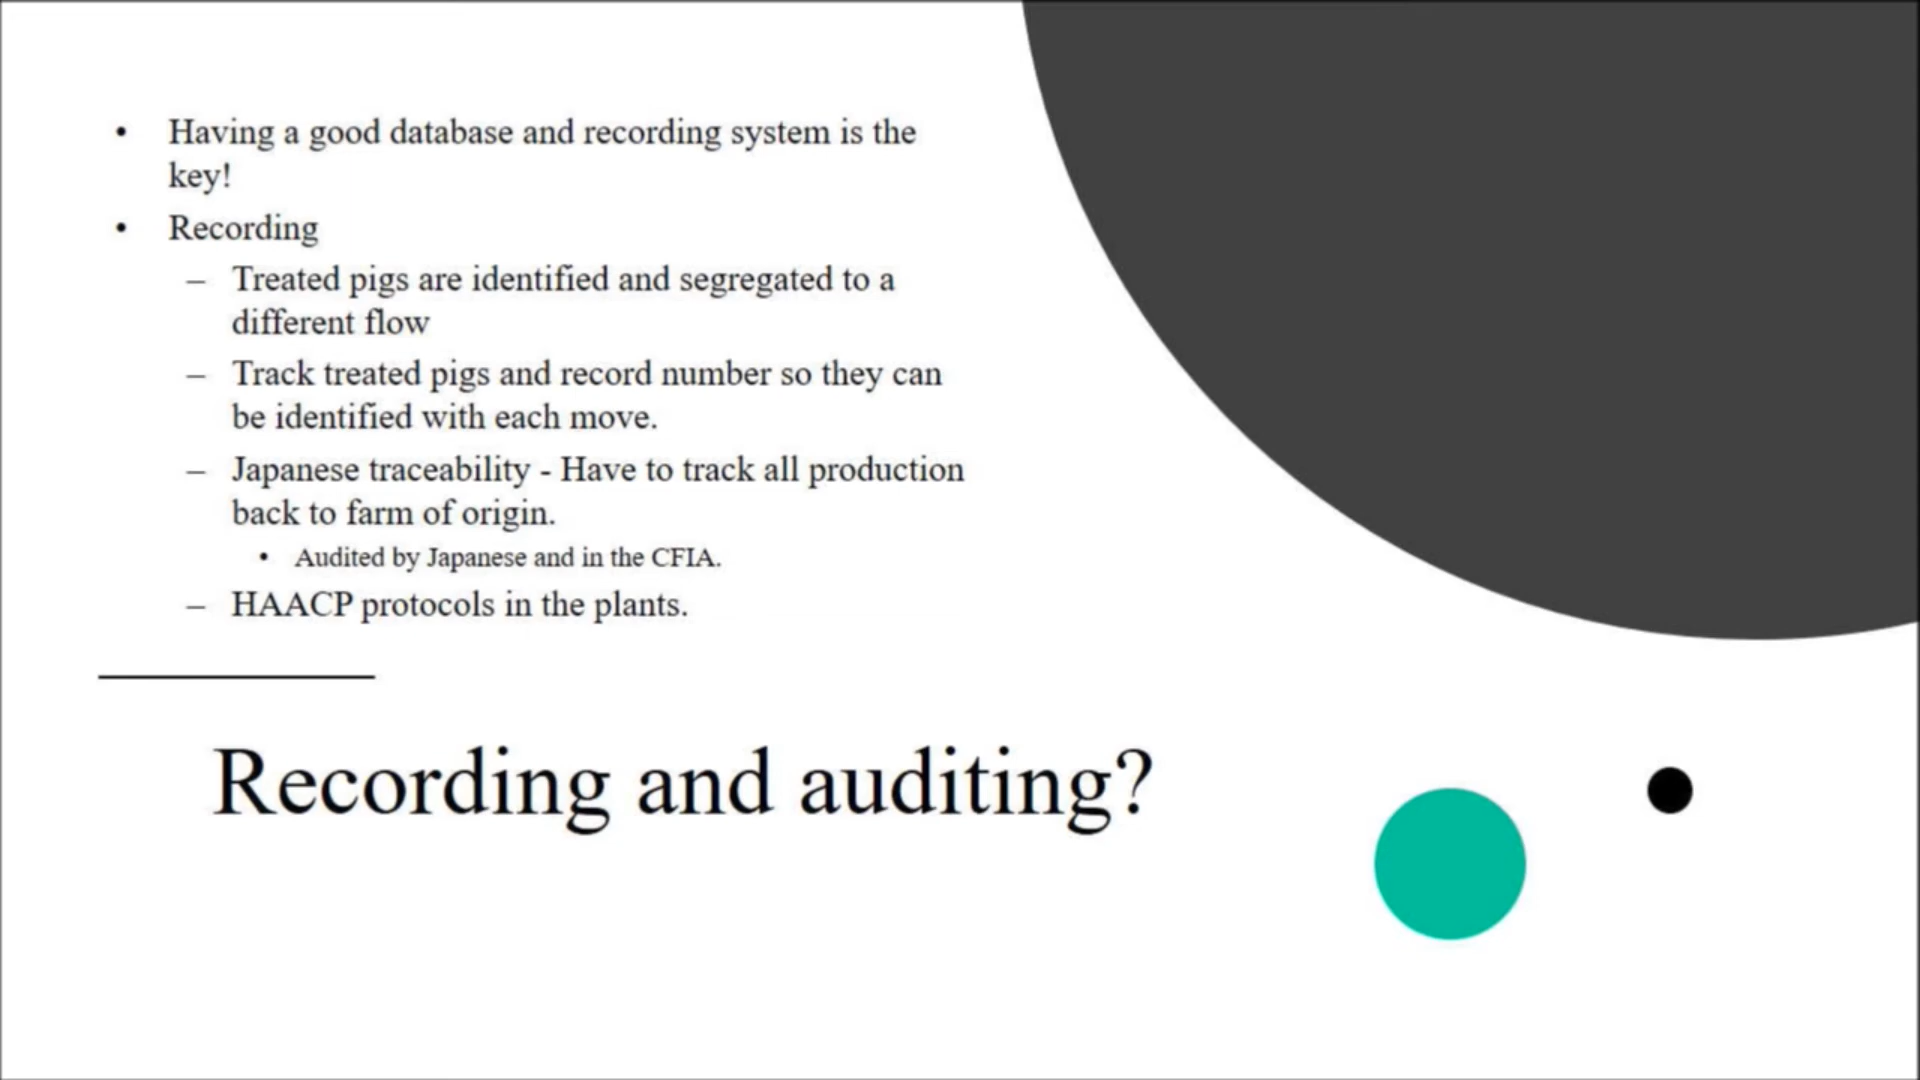 • Having a good database and recording system is the
key!
• Recording
– Treated pigs are identified and segregated to a
different flow
– Track treated pigs and record number so they can
be identified with each move.
– Japanese traceability - Have to track all production
back to farm of origin.
• Audited by Japanese and in the CFIA.
– HAACP protocols in the plants.
Recording and auditing?